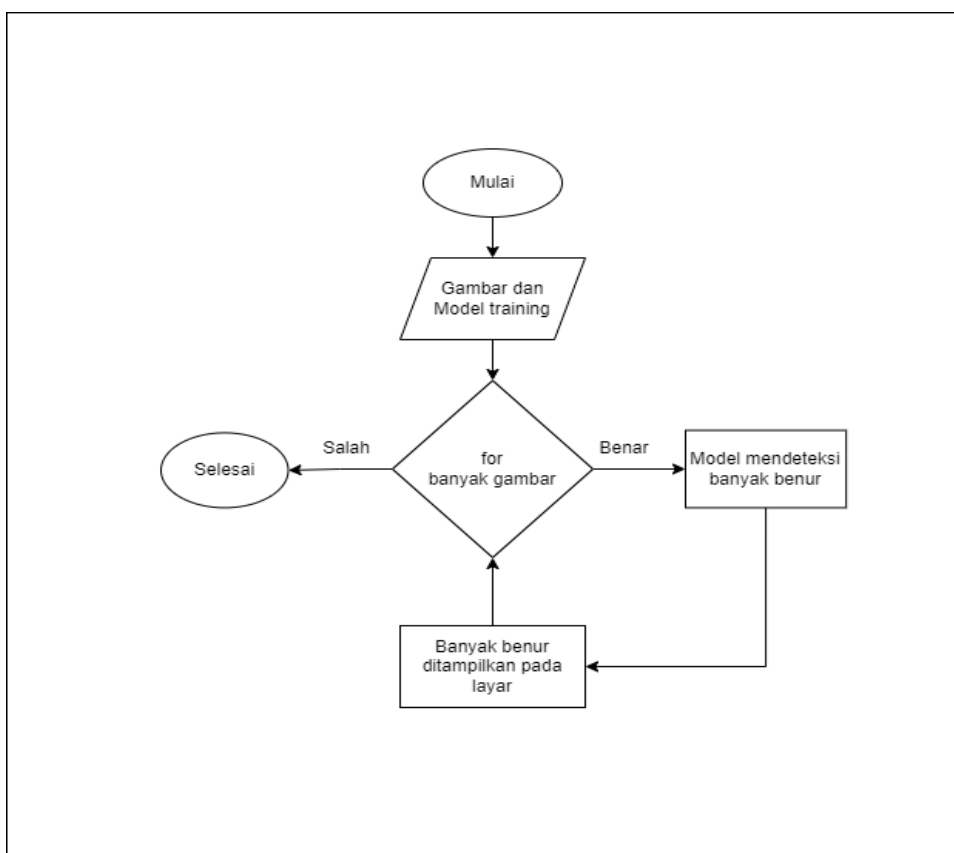 Mulai
Gambar dan
Model training
for
banyak gambar
Salah
Selesai
Benar
Model mendeteksi
banyak benur
Banyak benur
ditampilkan pada
layar